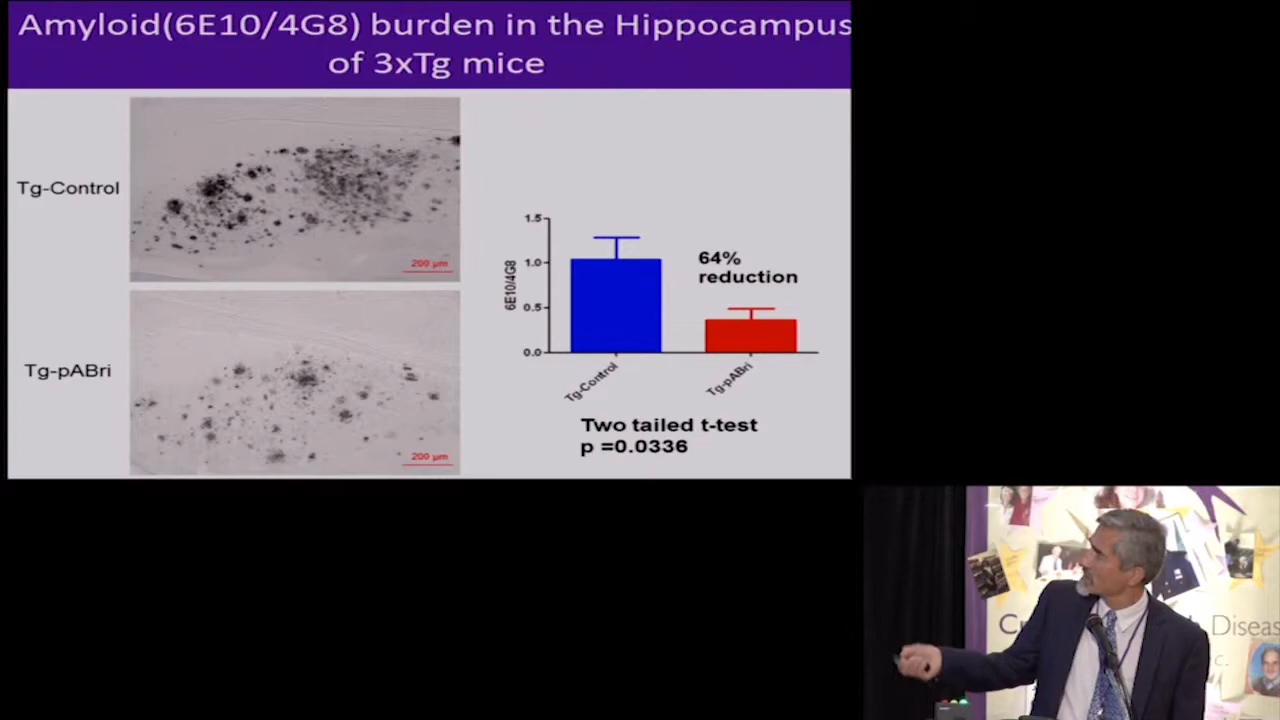 Amyloid(6E10/4G8) burden in the Hippocampus
of 3xTg mice
Tg-Control
200 μm
Tg-pABri
200 μm
1.5
1.0
0.5
0.0
6E10/4G8
64%
reduction
Tg-Control
Tg-pABri
Two tailed t-test
p =0.0336
Diseas
c.